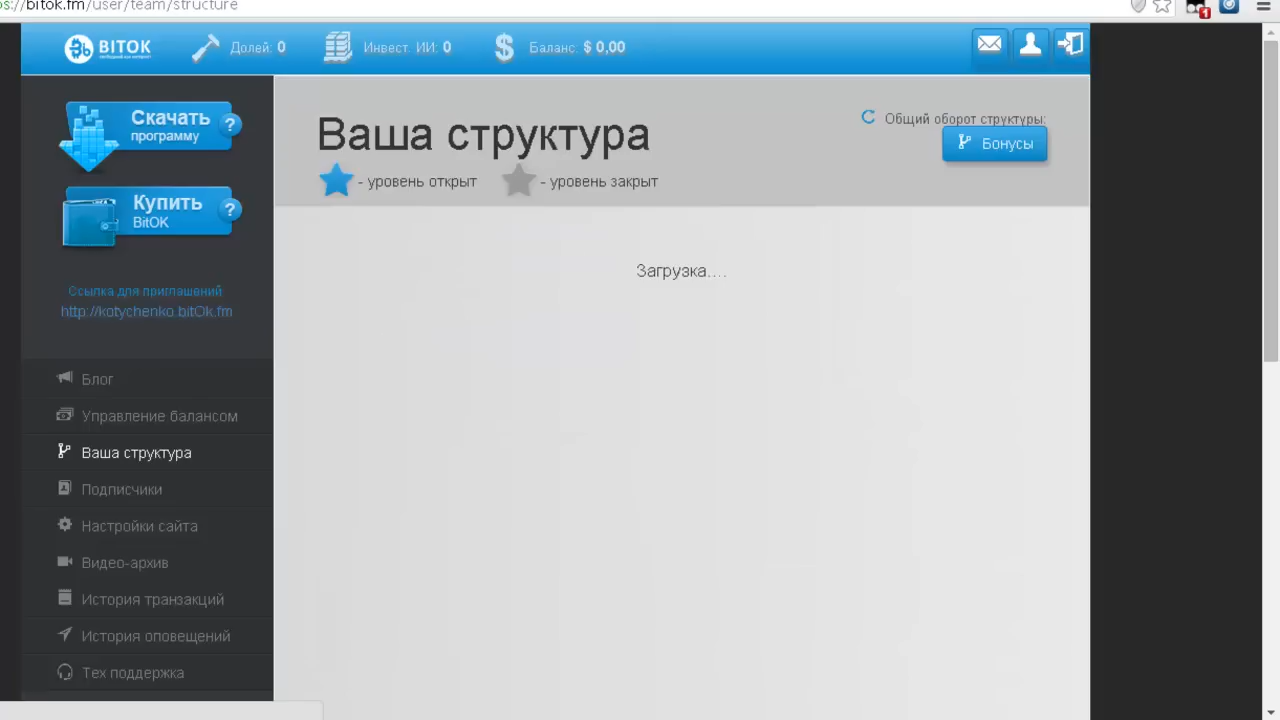 os://bitok.fm/user/team/structure
1
BITOK
Долей: 0
Инвест. ИИ: 0
$
Баланс: $ 0,00
Скачать
программу
?
Купить
BitOK
?
Ссылка для приглашений
http://kotychenko.bitOk.fm
Блог
Управление балансом
Ваша структура
Подписчики
Настройки сайта
Видео-архив
История транзакций
История оповещений
Тех поддержка
Ваша структура
- уровень открыт
- уровень закрыт
Общий оборот структуры:
Бонусы
Загрузка....